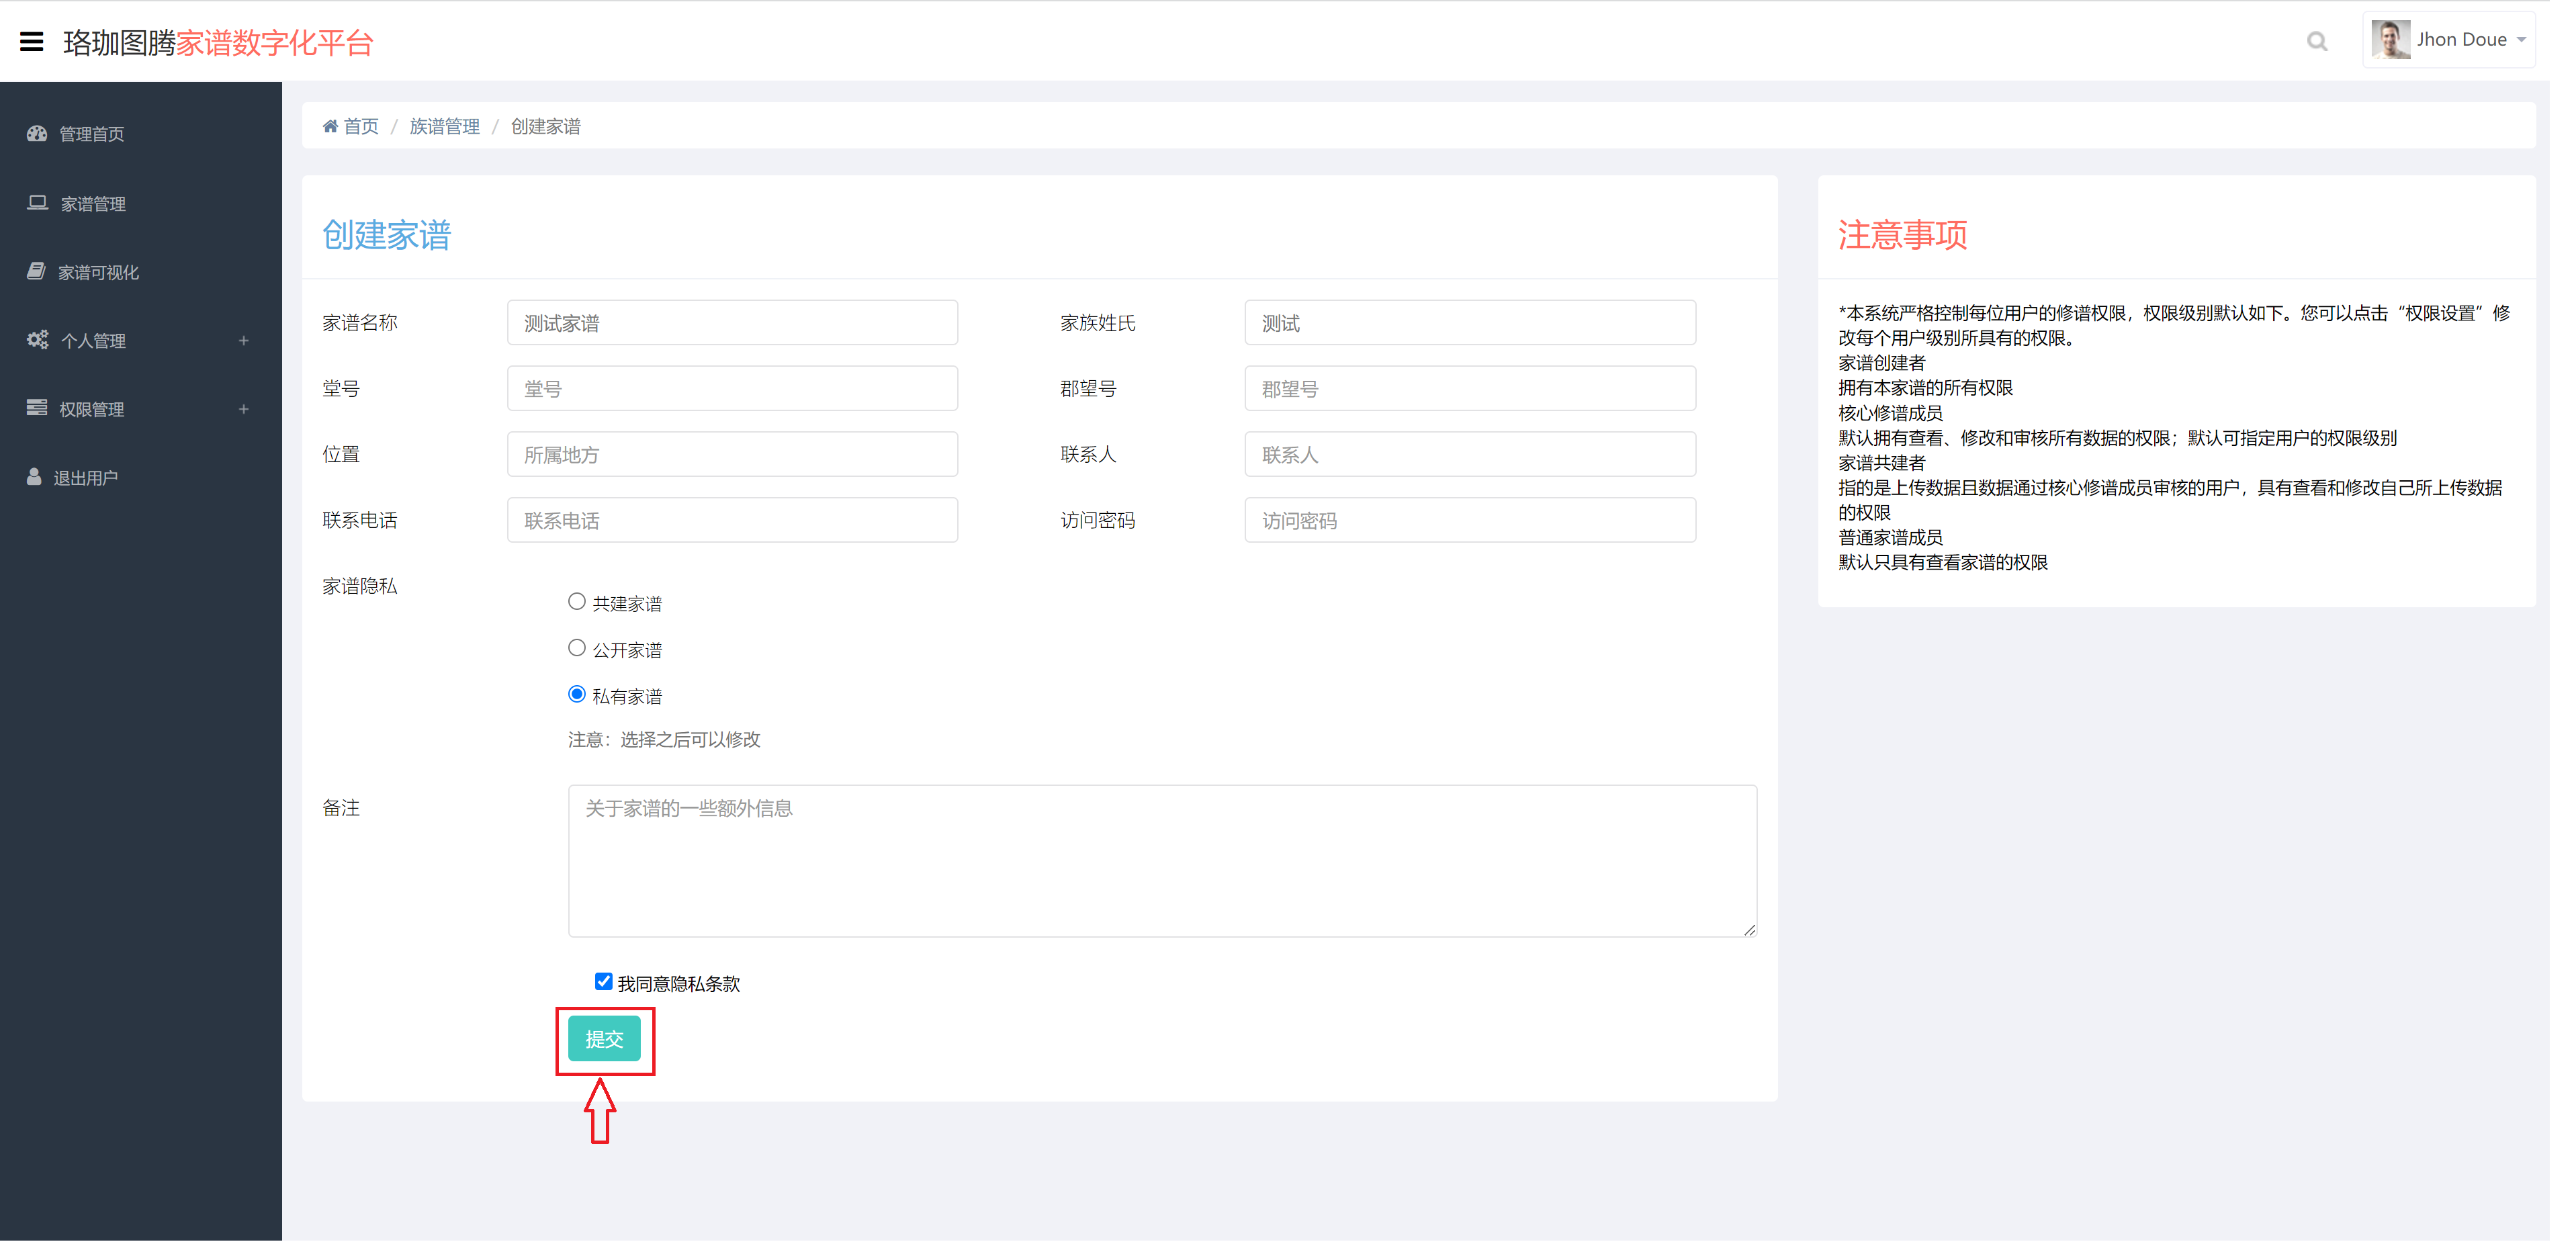 珞珈图腾家谱数字化平台
Jhon Doue
管理首页
家谱管理
家谱可视化
个人管理 +
权限管理 +
退出用户
首页 / 族谱管理 / 创建家谱
创建家谱
家谱名称 测试家谱 家族姓氏 测试
堂号 堂号 郡望号 郡望号
位置 所属地方 联系人 联系人
联系电话 联系电话 访问密码 访问密码
家谱隐私
共建家谱
公开家谱
私有家谱
注意：选择之后可以修改
备注 关于家谱的一些额外信息
我同意隐私条款
提交
注意事项
*本系统严格控制每位用户的修谱权限，权限级别默认如下。您可以点击“权限设置”修
改每个用户级别所具有的权限。
家谱创建者
拥有本家谱的所有权限
核心修谱成员
默认拥有查看、修改和审核所有数据的权限；默认可指定用户的权限级别
家谱共建者
指的是上传数据且数据通过核心修谱成员审核的用户，具有查看和修改自己所上传数据
的权限
普通家谱成员
默认只具有查看家谱的权限